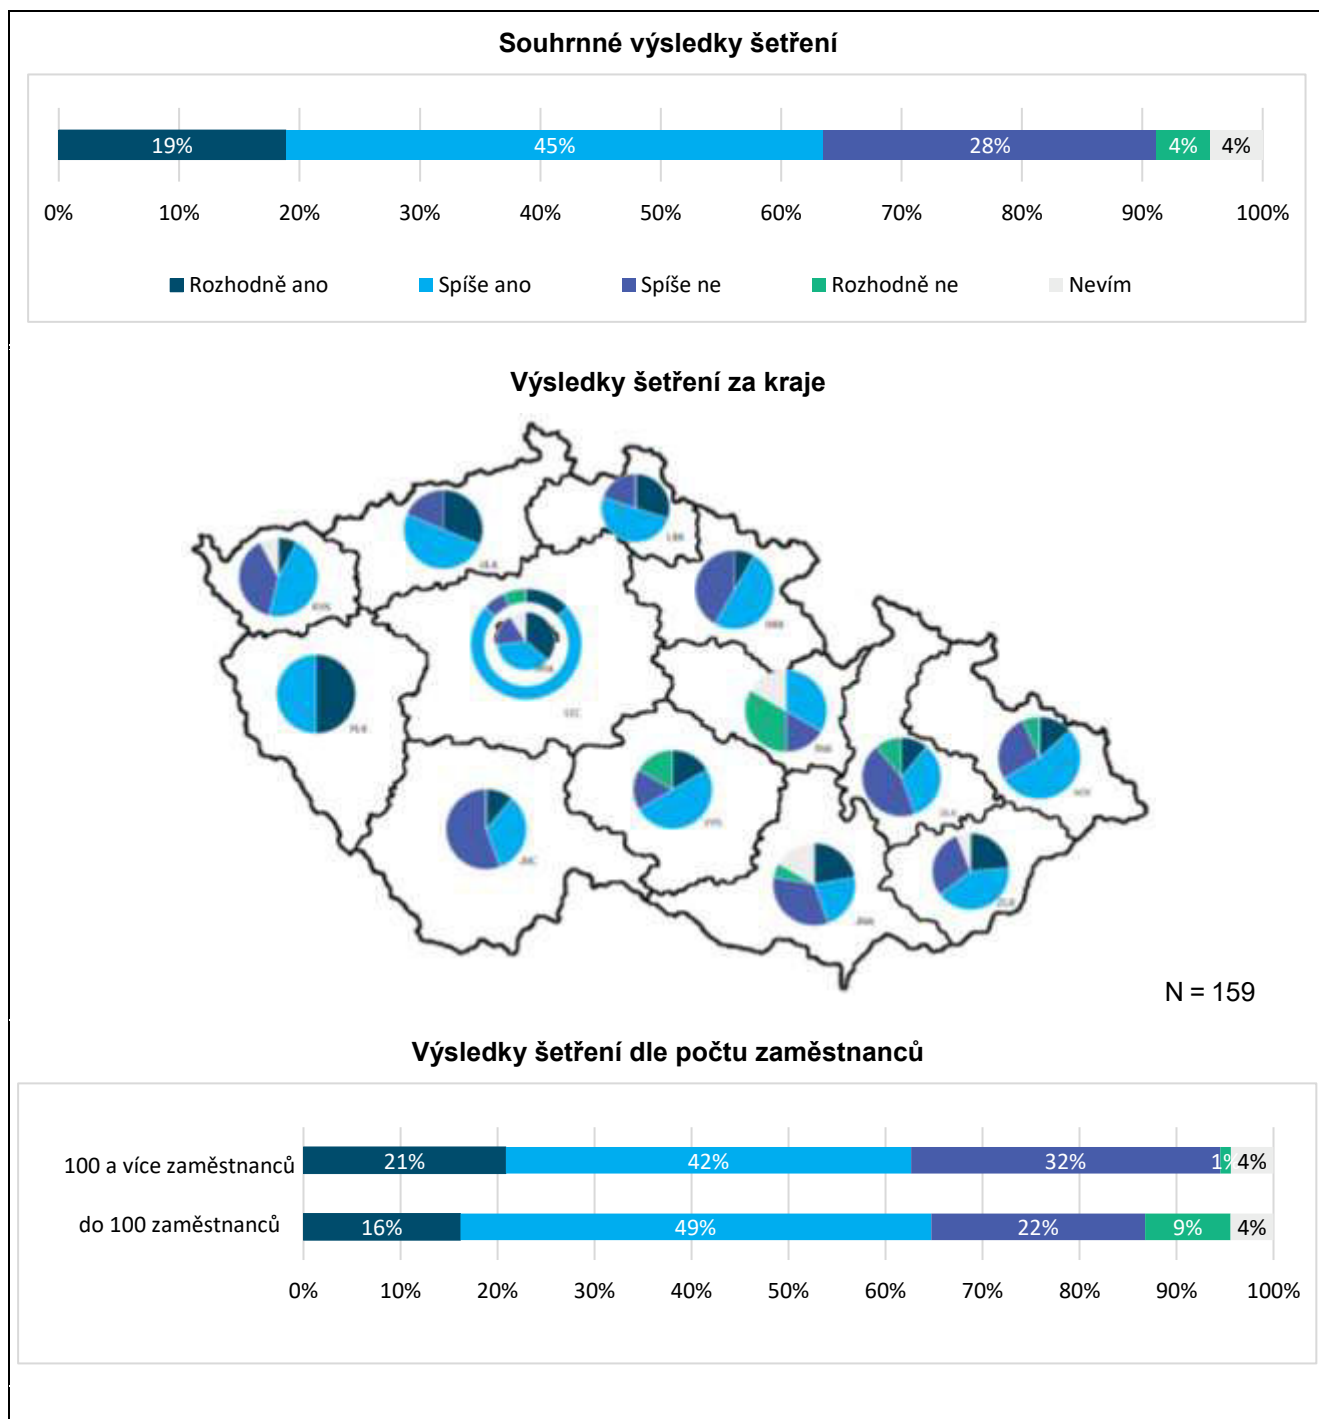 Souhrnné výsledky šetření
19% 45% 28% 4% 4%
0% 10% 20% 30% 40% 50% 60% 70% 80% 90% 100%
Rozhodně ano Spíše ano Spíše ne Rozhodně ne Nevím
Výsledky šetření za kraje
N = 159
Výsledky šetření dle počtu zaměstnanců
100 a více zaměstnanců 21% 42% 32% 1% 4%
do 100 zaměstnanců 16% 49% 22% 9% 4%
0% 10% 20% 30% 40% 50% 60% 70% 80% 90% 100%